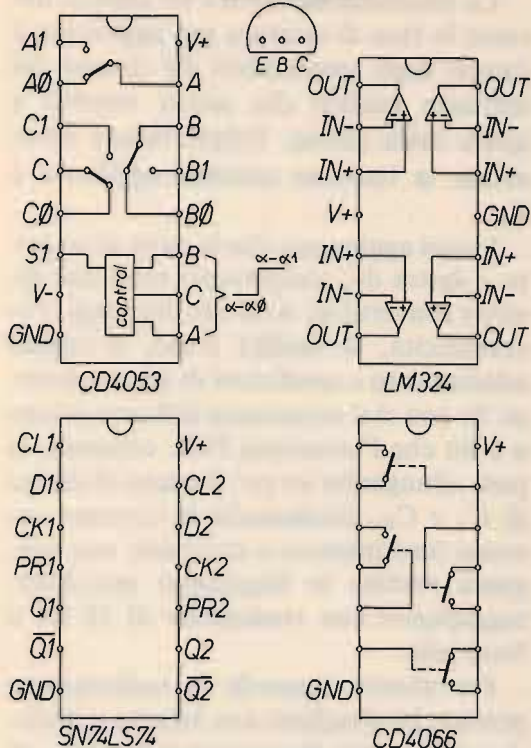 E B C
A1 V+
AØ A
C1 B
C B1
CØ BØ
S1 B
V- control C α-α1
α-αØ
GND A
CD4053
OUT OUT
IN- IN-
IN+ IN+
V+ GND
IN+ IN+
IN- IN-
OUT OUT
LM324
CL1 V+
D1 CL2
CK1 D2
PR1 CK2
Q1 PR2
Q̅1̅ Q2
GND Q̅2̅
SN74LS74
V+
GND
CD4066